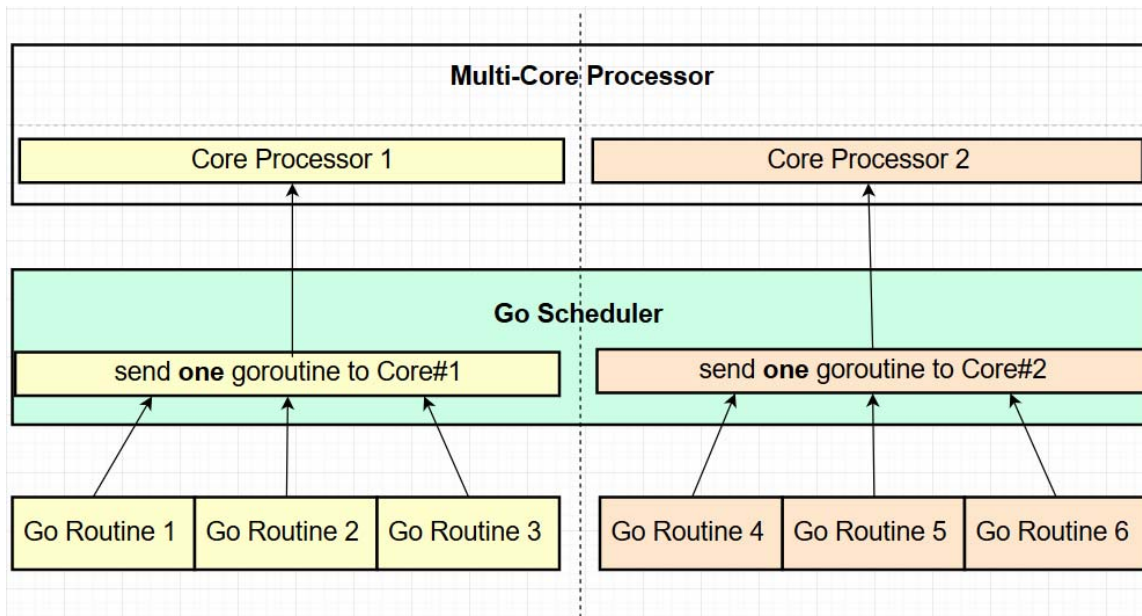 Multi-Core Processor
Core Processor 1
Core Processor 2
Go Scheduler
send one goroutine to Core#1
send one goroutine to Core#2
Go Routine 1
Go Routine 2
Go Routine 3
Go Routine 4
Go Routine 5
Go Routine 6